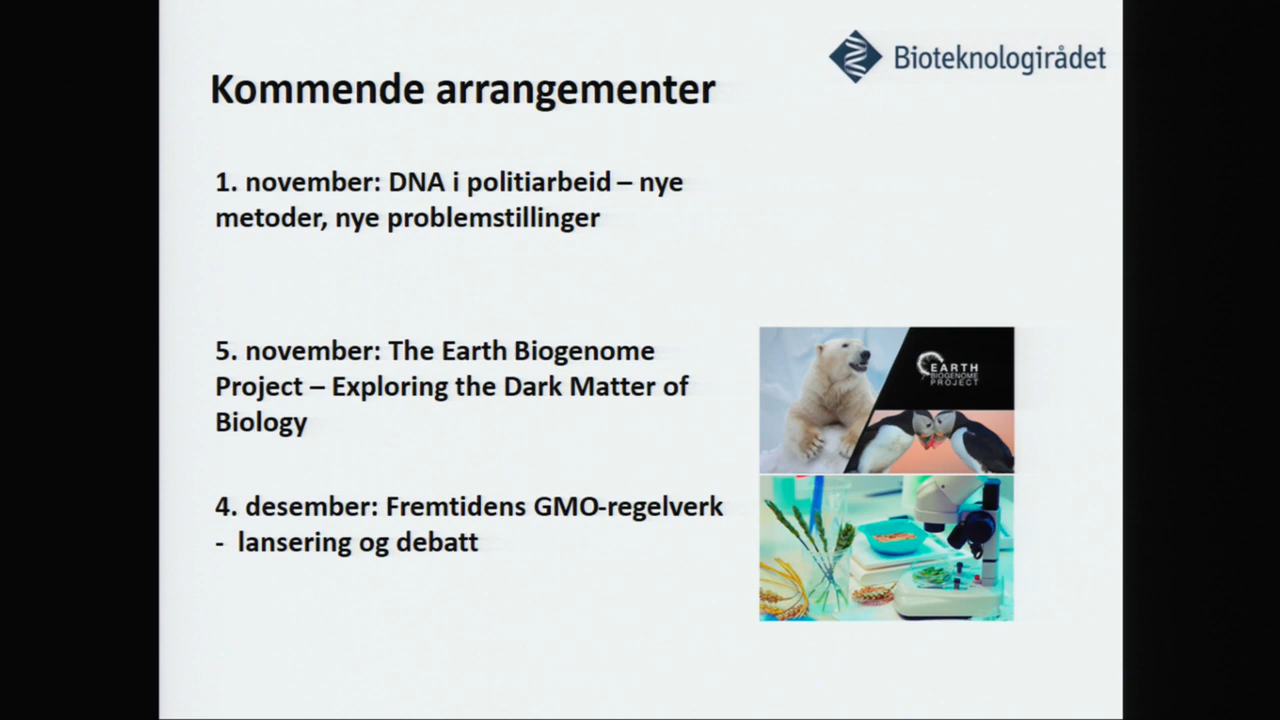 Bioteknologirådet
Kommende arrangementer
1. november: DNA i politiarbeid – nye
metoder, nye problemstillinger
5. november: The Earth Biogenome
Project – Exploring the Dark Matter of
Biology
EARTH
BIOGENOME
PROJECT
4. desember: Fremtidens GMO-regelverk
- lansering og debatt